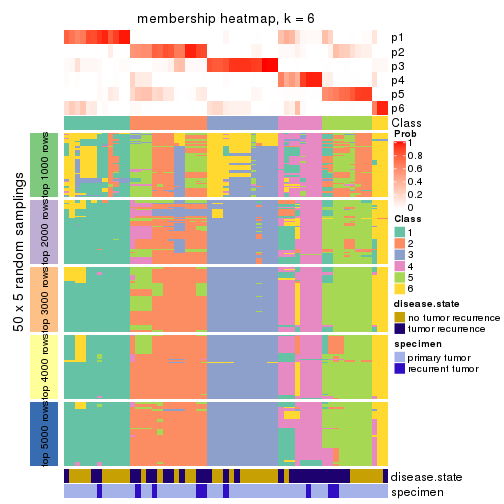 membership heatmap, k = 6
p1
p2
p3
p4
p5
p6
Class
50 x 5 random samplings
top 1000 rows
top 2000 rows
top 3000 rows
top 4000 rows
top 5000 rows
Prob
1
0.8
0.6
0.4
0.2
0
Class
1
2
3
4
5
6
disease.state
no tumor recurrence
tumor recurrence
specimen
primary tumor
recurrent tumor
disease.state
specimen